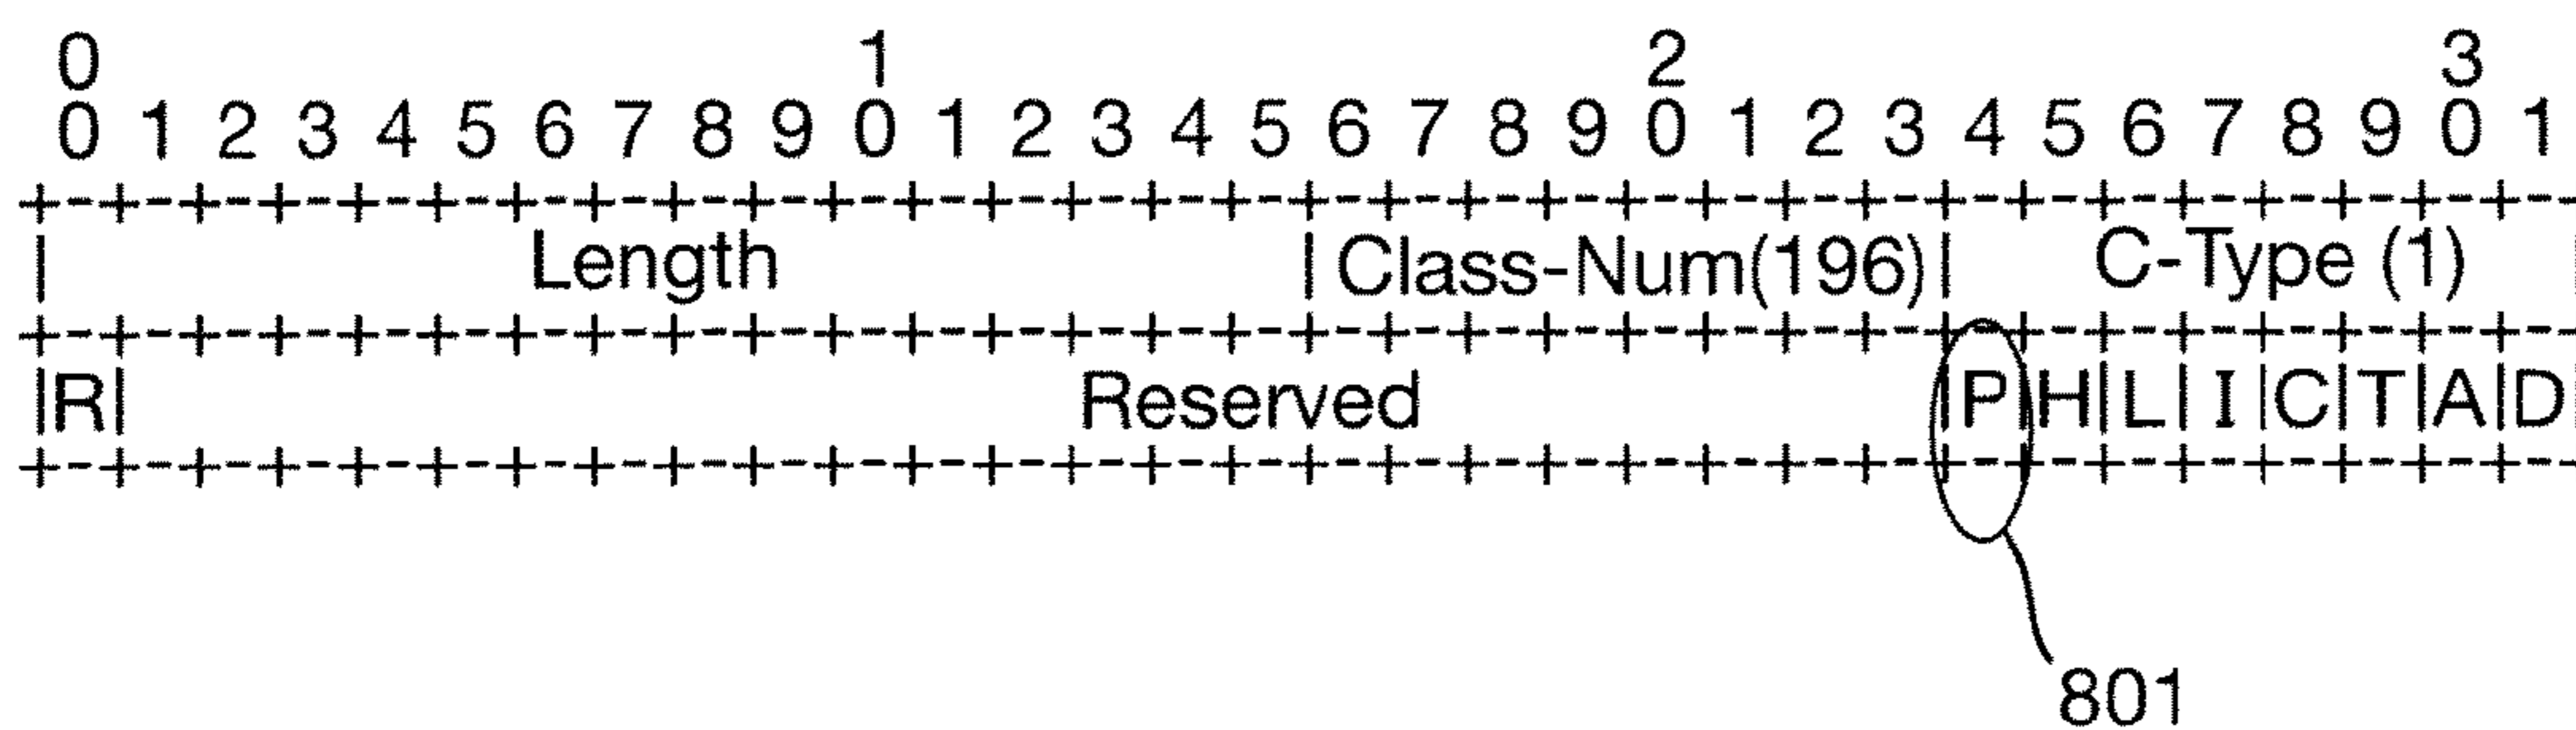 0 1 2 3
0 1 2 3 4 5 6 7 8 9 0 1 2 3 4 5 6 7 8 9 0 1 2 3 4 5 6 7 8 9 0 1
+-+-+-+-+-+-+-+-+-+-+-+-+-+-+-+-+-+-+-+-+-+-+-+-+-+-+-+-+-+-+-+-
| Length | Class-Num(196)| C-Type (1) |
+-+-+-+-+-+-+-+-+-+-+-+-+-+-+-+-+-+-+-+-+-+-+-+-+-+-+-+-+-+-+-+-
|R| Reserved |P|H|L|I|C|T|A|D|
+-+-+-+-+-+-+-+-+-+-+-+-+-+-+-+-+-+-+-+-+-+-+-+-+-+-+-+-+-+-+-+-
801